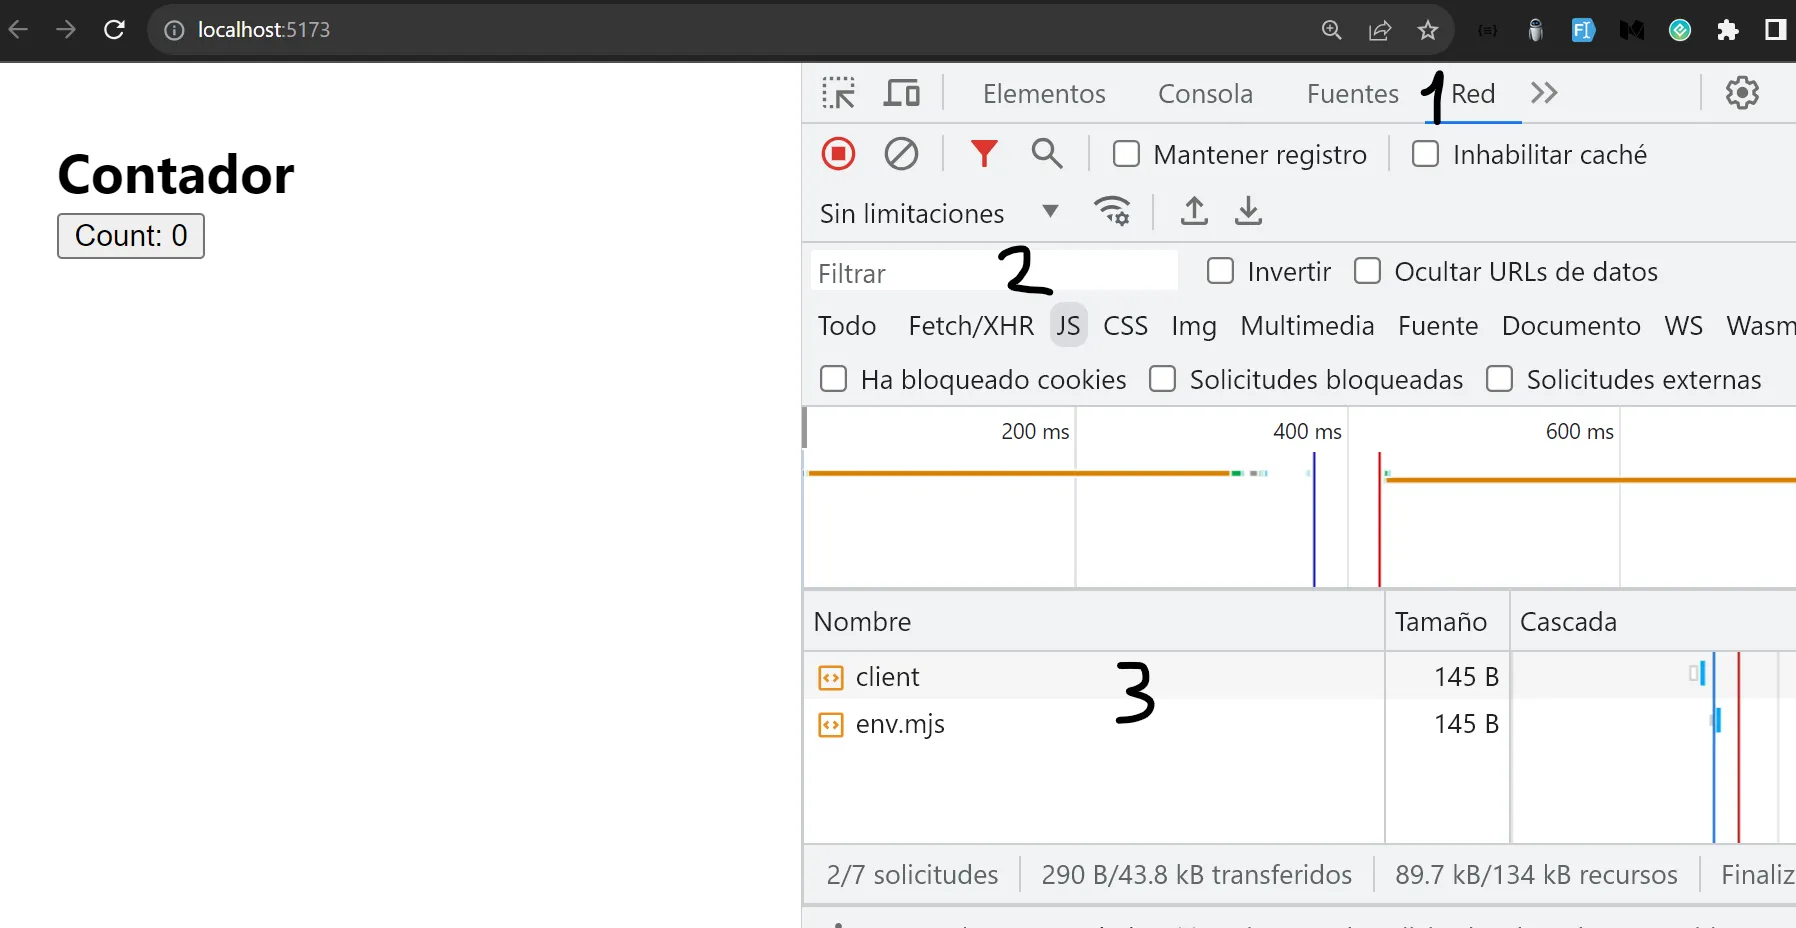 localhost:5173
Elementos Consola Fuentes 1 Red
Contador
Mantener registro Inhabilitar caché
Count: 0
Sin limitaciones
Filtrar 2 Invertir Ocultar URLs de datos
Todo Fetch/XHR JS CSS Img Multimedia Fuente Documento WS Wasm
Ha bloqueado cookies Solicitudes bloqueadas Solicitudes externas
200 ms 400 ms 600 ms
Nombre Tamaño Cascada
client 3 145 B
env.mjs 145 B
2/7 solicitudes 290 B/43.8 kB transferidos 89.7 kB/134 kB recursos Finaliz